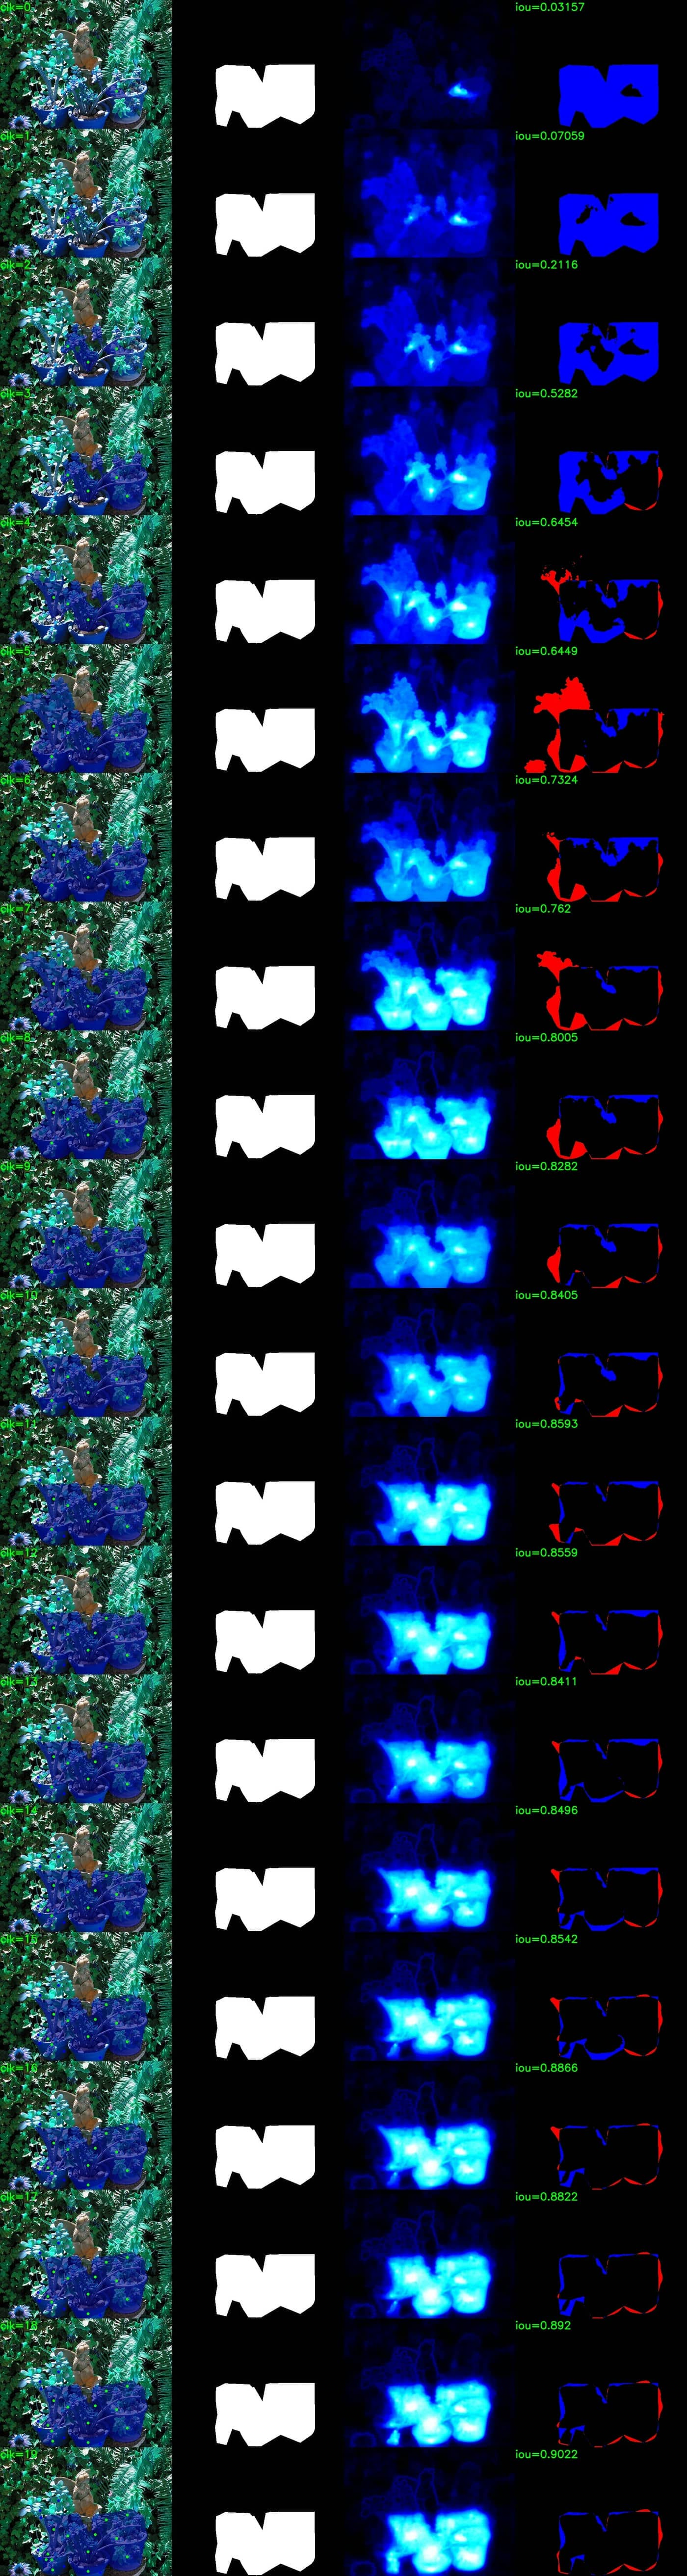 clk=0 iou=0.03157
clk=1 iou=0.07059
clk=2 iou=0.2116
clk=3 iou=0.5282
clk=4 iou=0.6454
clk=5 iou=0.6449
clk=6 iou=0.7324
clk=7 iou=0.762
clk=8 iou=0.8005
clk=9 iou=0.8282
clk=10 iou=0.8405
clk=11 iou=0.8593
clk=12 iou=0.8559
clk=13 iou=0.8411
clk=14 iou=0.8496
clk=15 iou=0.8542
clk=16 iou=0.8866
clk=17 iou=0.8822
clk=18 iou=0.892
clk=19 iou=0.9022